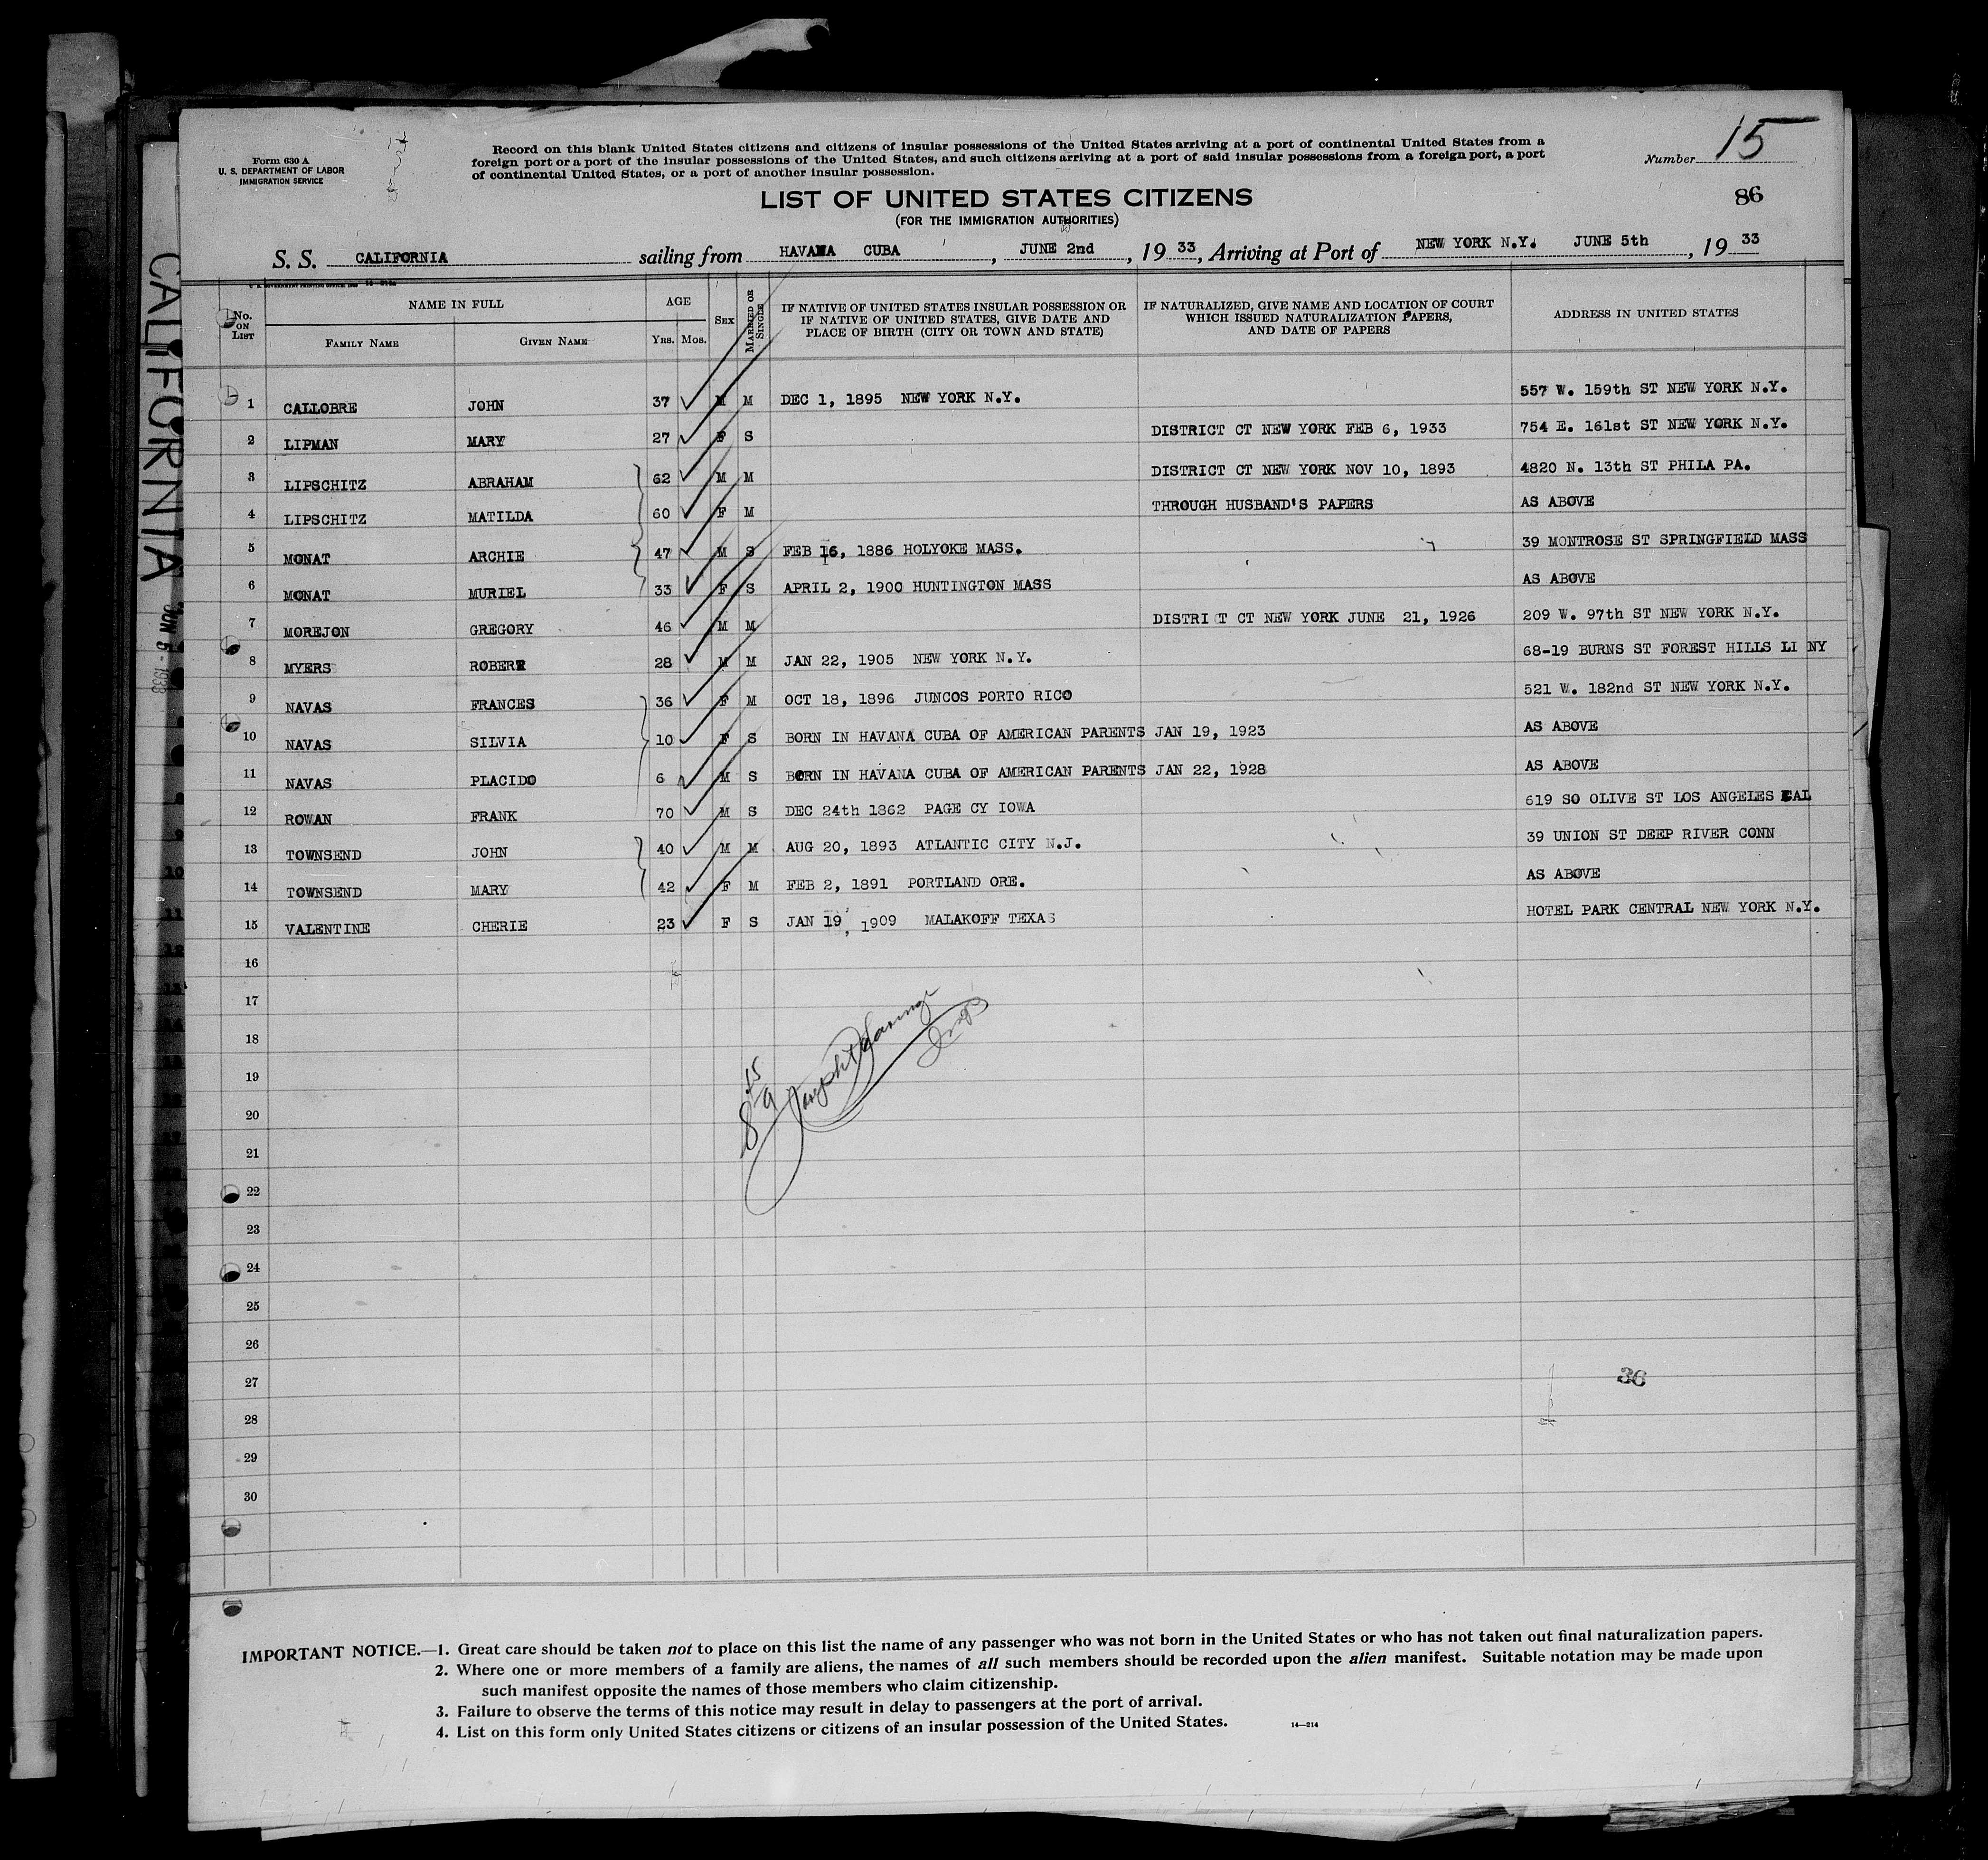 Form 630 A
U. S. DEPARTMENT OF LABOR
IMMIGRATION SERVICE
Record on this blank United States citizens and citizens of insular possessions of the United States arriving at a port of continental United States from a
foreign port or a port of the insular possessions of the United States, and such citizens arriving at a port of said insular possessions from a foreign port, a port
of continental United States, or a port of another insular possession.
Number 15
86
LIST OF UNITED STATES CITIZENS
(FOR THE IMMIGRATION AUTHORITIES)
S. S. CALIFORNIA sailing from HAVANA CUBA, JUNE 2nd, 19 33, Arriving at Port of NEW YORK N.Y. JUNE 5th, 19 33
No. ON LIST
NAME IN FULL
FAMILY NAME
GIVEN NAME
AGE
YRS. MOS.
SEX
MARRIED OR SINGLE
IF NATIVE OF UNITED STATES INSULAR POSSESSION OR
IF NATIVE OF UNITED STATES, GIVE DATE AND
PLACE OF BIRTH (CITY OR TOWN AND STATE)
IF NATURALIZED, GIVE NAME AND LOCATION OF COURT
WHICH ISSUED NATURALIZATION PAPERS,
AND DATE OF PAPERS
ADDRESS IN UNITED STATES
1 CALLOBRE JOHN 37 M M DEC 1, 1895 NEW YORK N.Y. 557 W. 159th ST NEW YORK N.Y.
2 LIPMAN MARY 27 F S DISTRICT CT NEW YORK FEB 6, 1933 754 E. 161st ST NEW YORK N.Y.
3 LIPSCHITZ ABRAHAM 62 M M DISTRICT CT NEW YORK NOV 10, 1893 4820 N. 13th ST PHILA PA.
4 LIPSCHITZ MATILDA 60 F M THROUGH HUSBAND'S PAPERS AS ABOVE
5 MONAT ARCHIE 47 M S FEB 16, 1886 HOLYOKE MASS. 39 MONTROSE ST SPRINGFIELD MASS
6 MONAT MURIEL 33 F S APRIL 2, 1900 HUNTINGTON MASS AS ABOVE
7 MOREJON GREGORY 46 M M DISTRICT CT NEW YORK JUNE 21, 1926 209 W. 97th ST NEW YORK N.Y.
8 MYERS ROBERT 28 M M JAN 22, 1905 NEW YORK N.Y. 68-19 BURNS ST FOREST HILLS LI NY
9 NAVAS FRANCES 36 F M OCT 18, 1896 JUNCOS PORTO RICO 521 W. 182nd ST NEW YORK N.Y.
10 NAVAS SILVIA 10 F S BORN IN HAVANA CUBA OF AMERICAN PARENTS JAN 19, 1923 AS ABOVE
11 NAVAS PLACIDO 6 M S BORN IN HAVANA CUBA OF AMERICAN PARENTS JAN 22, 1928 AS ABOVE
12 ROWAN FRANK 70 M S DEC 24th 1862 PAGE CY IOWA 619 SO OLIVE ST LOS ANGELES CAL
13 TOWNSEND JOHN 40 M M AUG 20, 1893 ATLANTIC CITY N.J. 39 UNION ST DEEP RIVER CONN
14 TOWNSEND MARY 42 F M FEB 2, 1891 PORTLAND ORE. AS ABOVE
15 VALENTINE CHERIE 23 F S JAN 19, 1909 MALAKOFF TEXAS HOTEL PARK CENTRAL NEW YORK N.Y.
16
17
18
19
20
21
22
23
24
25
26
27
28
29
30
36
CALIFORNIA
JUN 5 - 1933
IMPORTANT NOTICE.—1. Great care should be taken not to place on this list the name of any passenger who was not born in the United States or who has not taken out final naturalization papers.
2. Where one or more members of a family are aliens, the names of all such members should be recorded upon the alien manifest. Suitable notation may be made upon
such manifest opposite the names of those members who claim citizenship.
3. Failure to observe the terms of this notice may result in delay to passengers at the port of arrival.
4. List on this form only United States citizens or citizens of an insular possession of the United States. 14—214